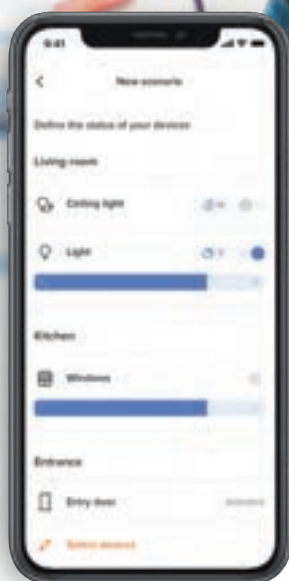 9:41
New scenario
Define the status of your devices
Living room
Ceiling light
Light
Kitchen
Windows
Entrance
Entry door
Select devices